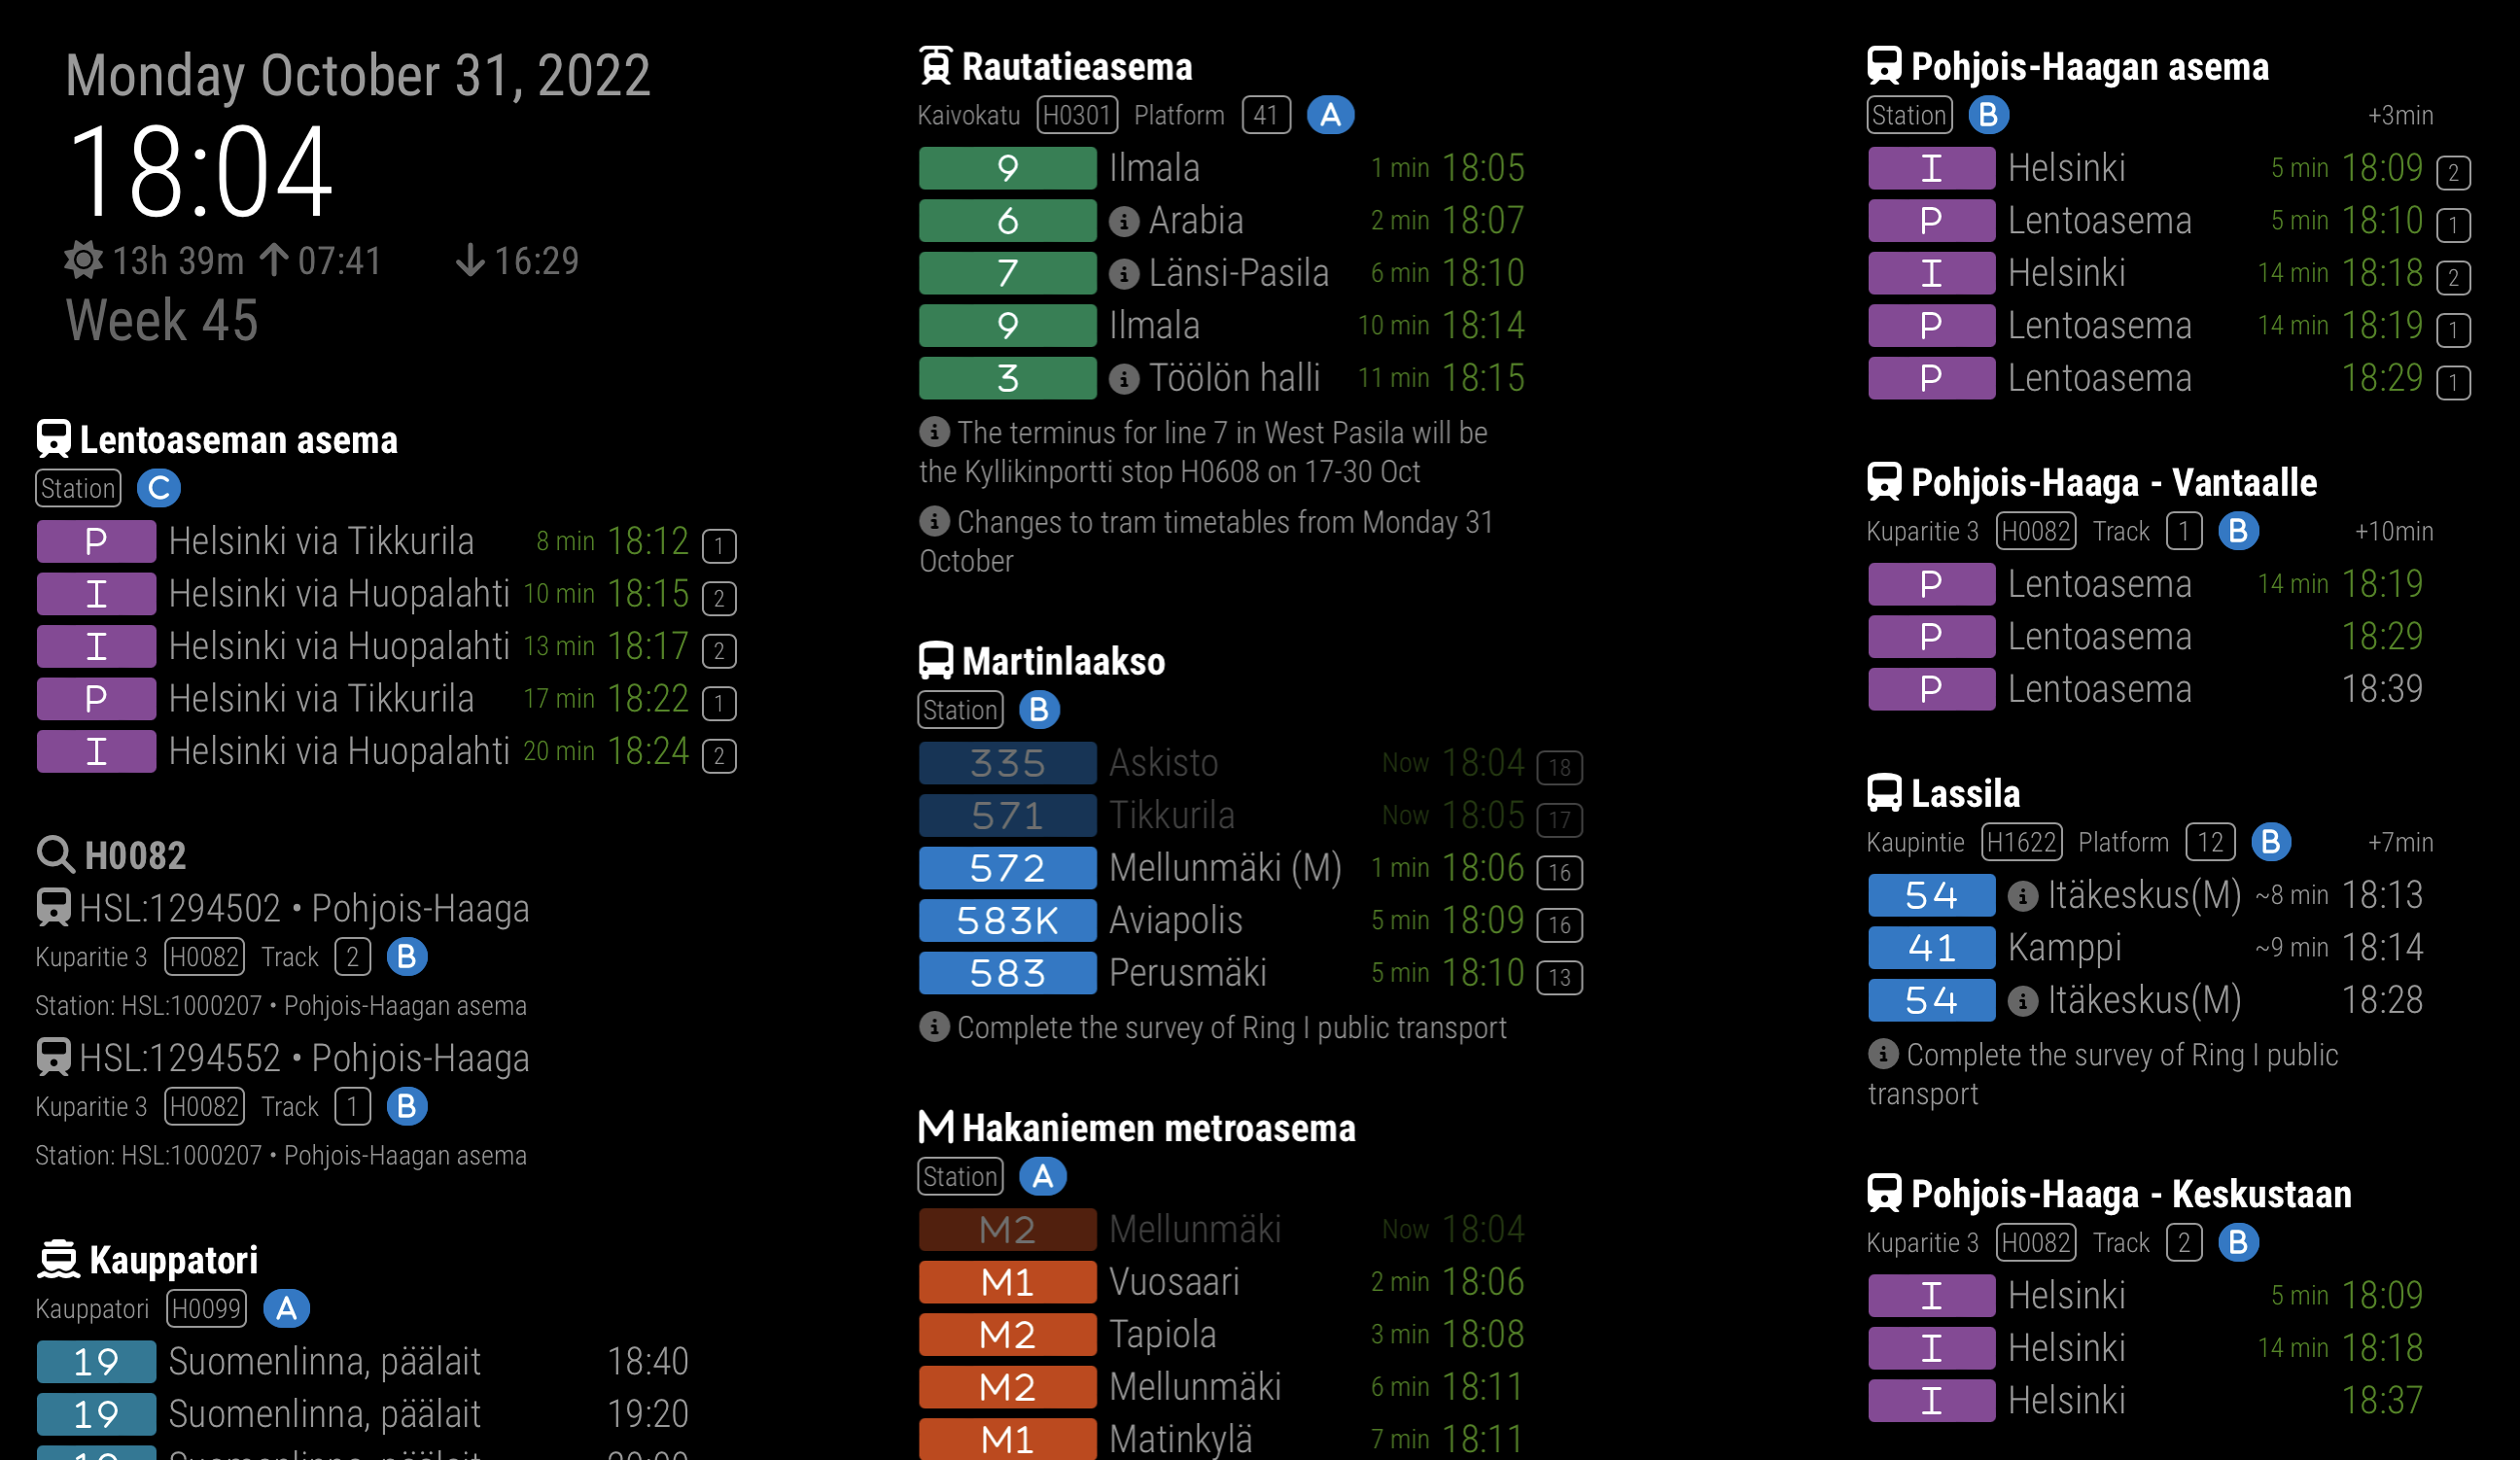 Monday October 31, 2022
18:04
13h 39m 07:41 16:29
Week 45
Lentoaseman asema
Station C
P Helsinki via Tikkurila 8 min 18:12 1
I Helsinki via Huopalahti 10 min 18:15 2
I Helsinki via Huopalahti 13 min 18:17 2
P Helsinki via Tikkurila 17 min 18:22 1
I Helsinki via Huopalahti 20 min 18:24 2
H0082
HSL:1294502 • Pohjois-Haaga
Kuparitie 3 H0082 Track 2 B
Station: HSL:1000207 • Pohjois-Haagan asema
HSL:1294552 • Pohjois-Haaga
Kuparitie 3 H0082 Track 1 B
Station: HSL:1000207 • Pohjois-Haagan asema
Kauppatori
Kauppatori H0099 A
19 Suomenlinna, päälait 18:40
19 Suomenlinna, päälait 19:20
Rautatieasema
Kaivokatu H0301 Platform 41 A
9 Ilmala 1 min 18:05
6 Arabia 2 min 18:07
7 Länsi-Pasila 6 min 18:10
9 Ilmala 10 min 18:14
3 Töölön halli 11 min 18:15
The terminus for line 7 in West Pasila will be
the Kyllikinportti stop H0608 on 17-30 Oct
Changes to tram timetables from Monday 31
October
Martinlaakso
Station B
335 Askisto Now 18:04 18
571 Tikkurila Now 18:05 17
572 Mellunmäki (M) 1 min 18:06 16
583K Aviapolis 5 min 18:09 16
583 Perusmäki 5 min 18:10 13
Complete the survey of Ring I public transport
M Hakaniemen metroasema
Station A
M2 Mellunmäki Now 18:04
M1 Vuosaari 2 min 18:06
M2 Tapiola 3 min 18:08
M2 Mellunmäki 6 min 18:11
M1 Matinkylä 7 min 18:11
Pohjois-Haagan asema
Station B +3min
I Helsinki 5 min 18:09 2
P Lentoasema 5 min 18:10 1
I Helsinki 14 min 18:18 2
P Lentoasema 14 min 18:19 1
P Lentoasema 18:29 1
Pohjois-Haaga - Vantaalle
Kuparitie 3 H0082 Track 1 B +10min
P Lentoasema 14 min 18:19
P Lentoasema 18:29
P Lentoasema 18:39
Lassila
Kaupintie H1622 Platform 12 B +7min
54 Itäkeskus(M) ~8 min 18:13
41 Kamppi ~9 min 18:14
54 Itäkeskus(M) 18:28
Complete the survey of Ring I public
transport
Pohjois-Haaga - Keskustaan
Kuparitie 3 H0082 Track 2 B
I Helsinki 5 min 18:09
I Helsinki 14 min 18:18
I Helsinki 18:37